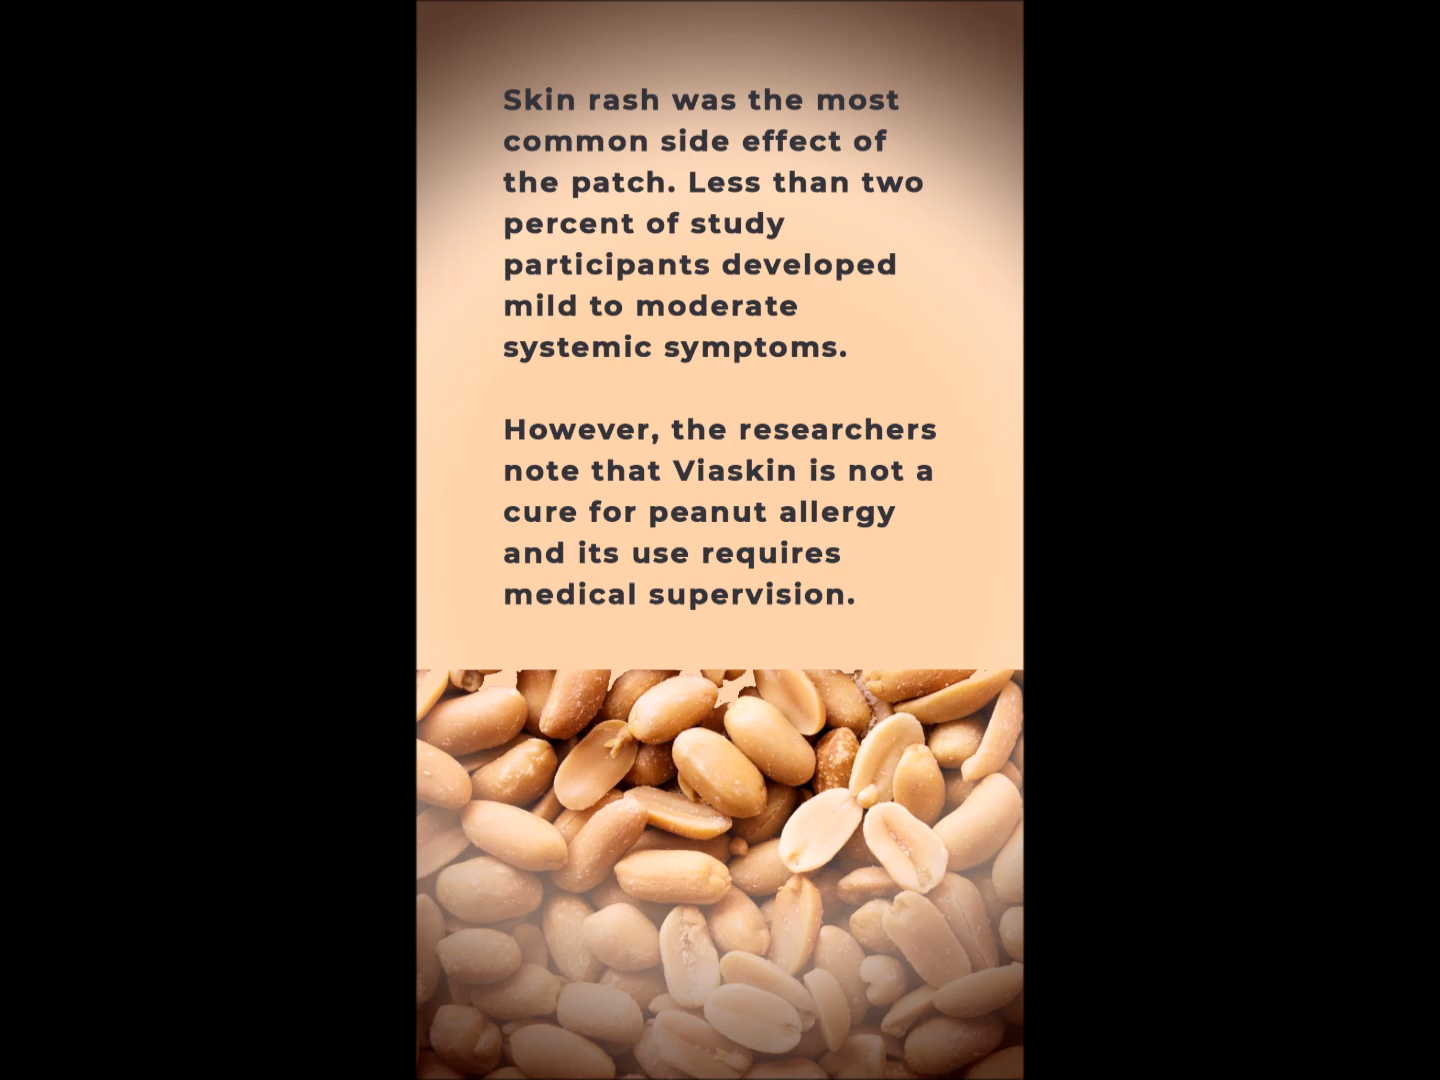 Skin rash was the most
common side effect of
the patch. Less than two
percent of study
participants developed
mild to moderate
systemic symptoms.
However, the researchers
note that Viaskin is not a
cure for peanut allergy
and its use requires
medical supervision.